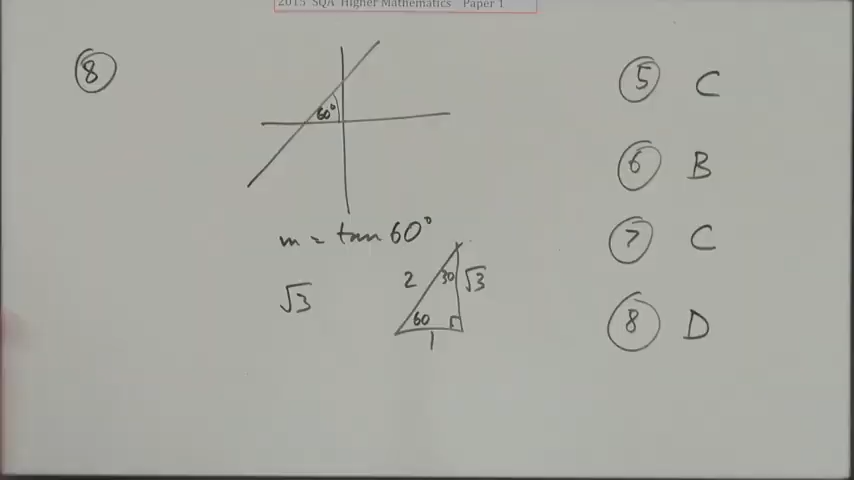 2015 SQA Higher Mathematics Paper 1
8
60°
m = tan 60°
√3
2
30
√3
60
1
5 C
6 B
7 C
8 D